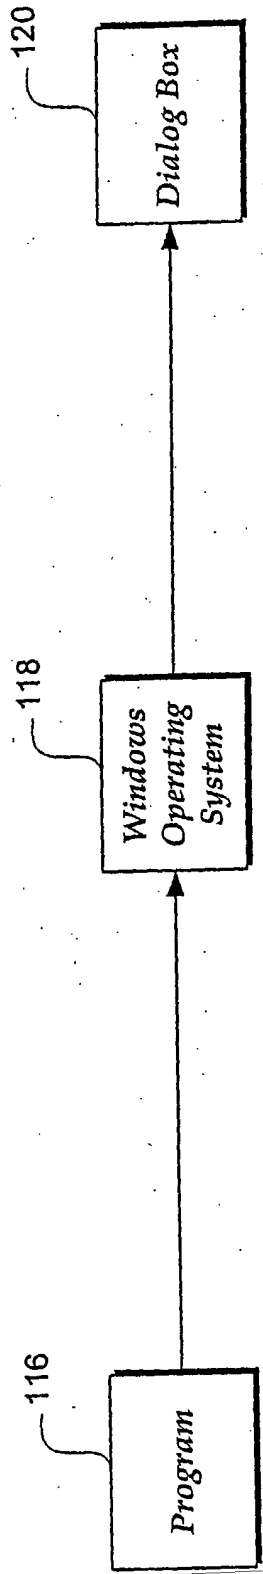 116
Program
118
Windows
Operating
System
120
Dialog Box